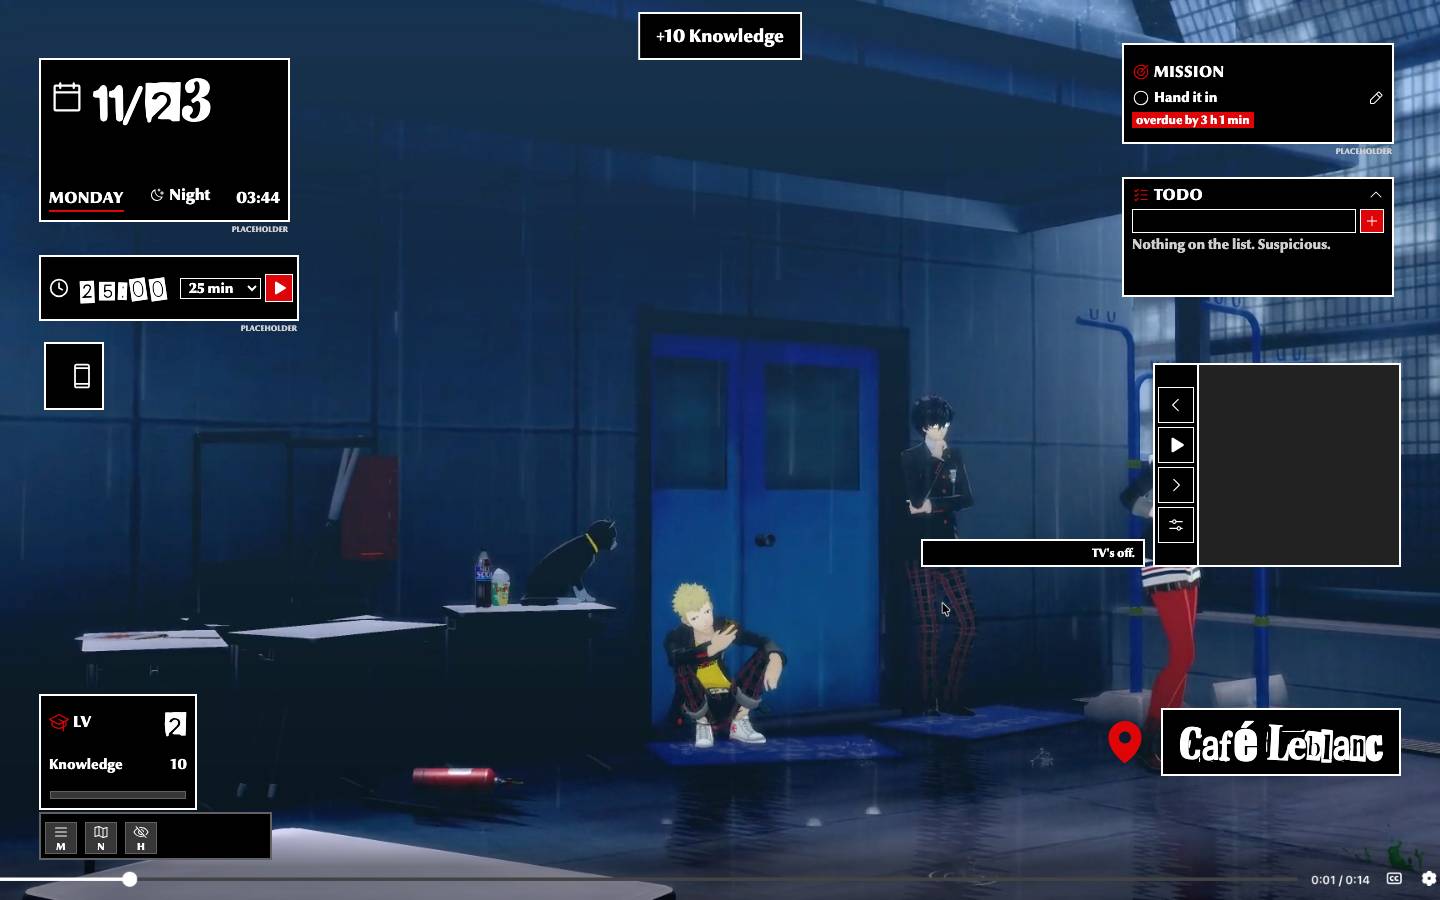 +10 Knowledge
11/23
MONDAY
Night
03:44
PLACEHOLDER
25:00
25 min
PLACEHOLDER
MISSION
Hand it in
overdue by 3 h 1 min
PLACEHOLDER
TODO
Nothing on the list. Suspicious.
TV's off.
LV
2
Knowledge
10
M
N
H
Café Leblanc
0:01 / 0:14
CC